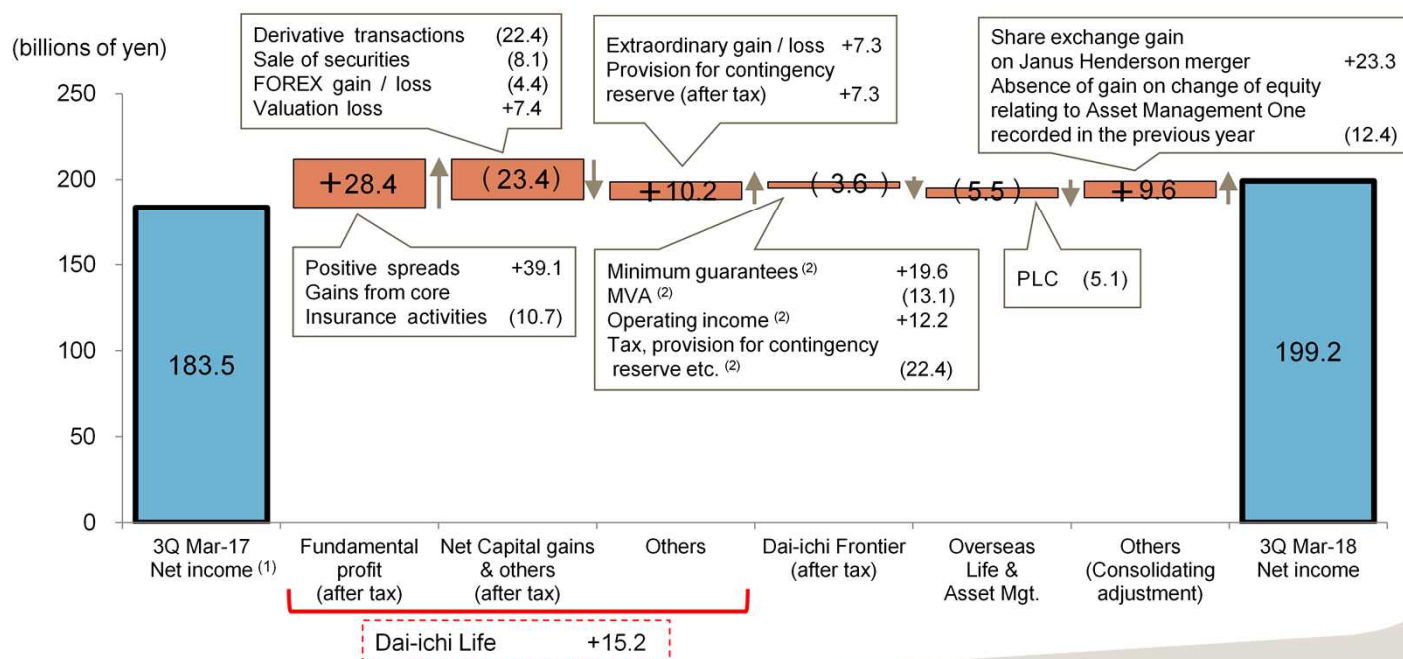 (billions of yen)
250
200
150
100
50
0
Derivative transactions (22.4)
Sale of securities (8.1)
FOREX gain / loss (4.4)
Valuation loss +7.4
Extraordinary gain / loss +7.3
Provision for contingency
reserve (after tax) +7.3
Share exchange gain
on Janus Henderson merger +23.3
Absence of gain on change of equity
relating to Asset Management One
recorded in the previous year (12.4)
183.5
+28.4
(23.4)
+10.2
(3.6)
(5.5)
+9.6
199.2
Positive spreads +39.1
Gains from core
Insurance activities (10.7)
Minimum guarantees (2) +19.6
MVA (2) (13.1)
Operating income (2) +12.2
Tax, provision for contingency
reserve etc. (2) (22.4)
PLC (5.1)
3Q Mar-17
Net income (1)
Fundamental
profit
(after tax)
Net Capital gains
& others
(after tax)
Others
Dai-ichi Frontier
(after tax)
Overseas
Life &
Asset Mgt.
Others
(Consolidating
adjustment)
3Q Mar-18
Net income
Dai-ichi Life +15.2